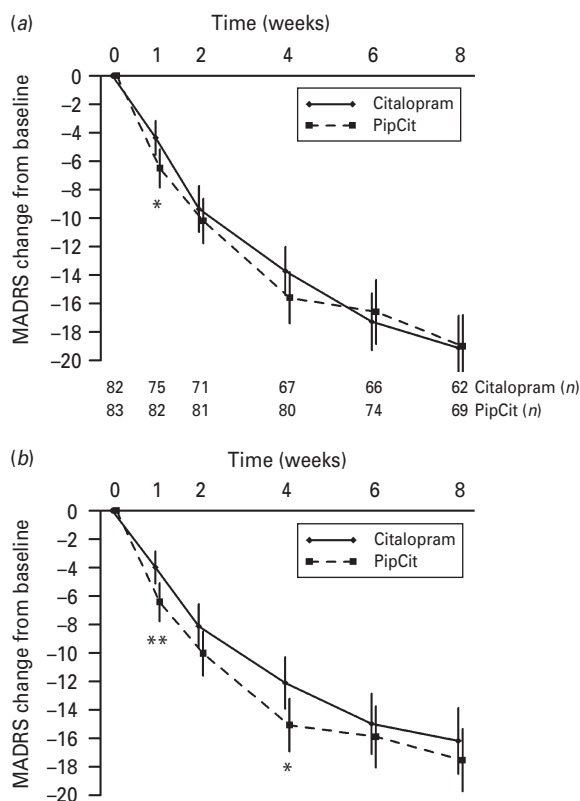 (a)
Time (weeks)
0 1 2 4 6 8
MADRS change from baseline
0
–2
–4
–6
–8
–10
–12
–14
–16
–18
–20
Citalopram
PipCit
*
82 75 71 67 66 62 Citalopram (n)
83 82 81 80 74 69 PipCit (n)
(b)
Time (weeks)
0 1 2 4 6 8
MADRS change from baseline
0
–2
–4
–6
–8
–10
–12
–14
–16
–18
–20
Citalopram
PipCit
**
*